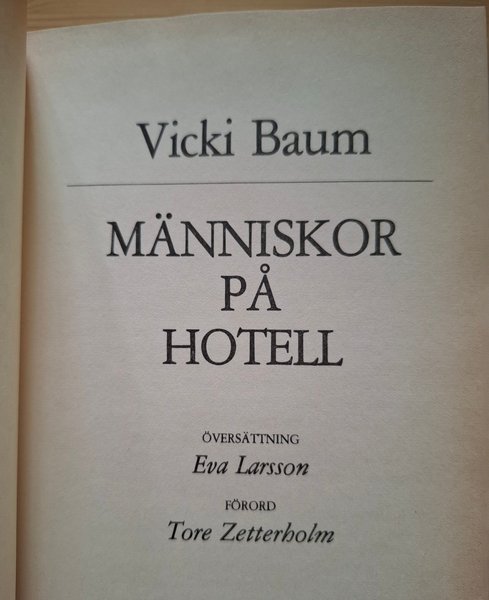 Vicki Baum
MÄNNISKOR
PÅ
HOTELL
ÖVERSÄTTNING
Eva Larsson
FÖRORD
Tore Zetterholm